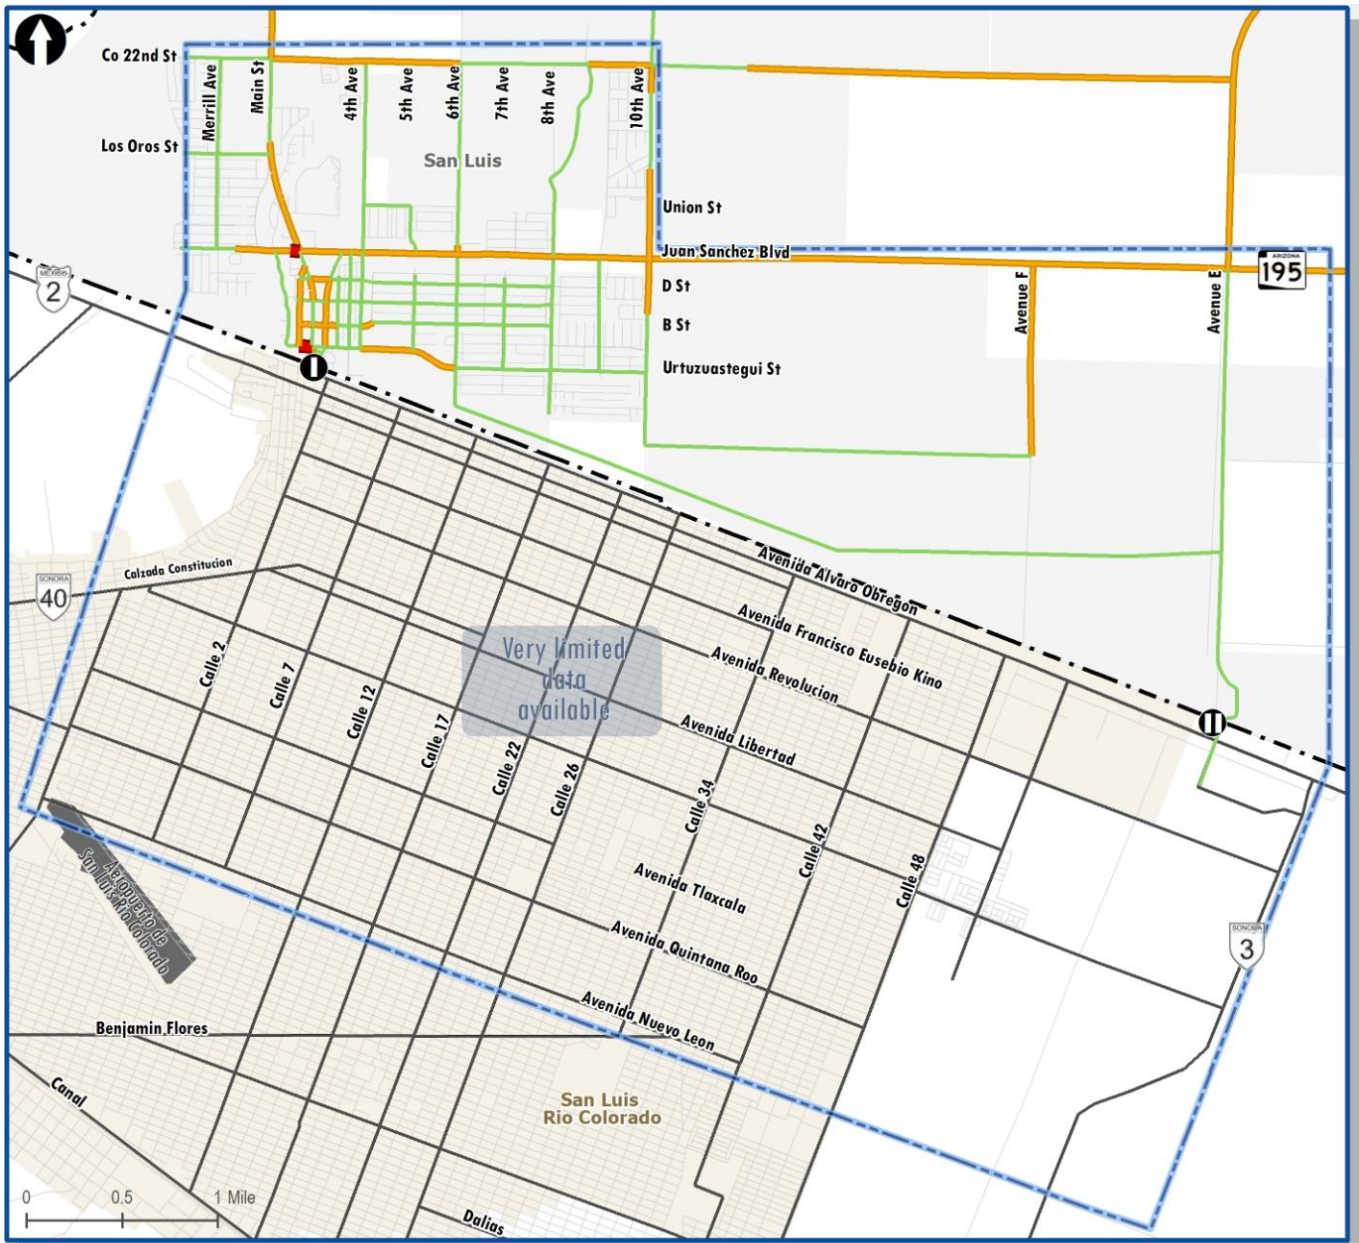 Co 22nd St
Merrill Ave
Main St
4th Ave
5th Ave
6th Ave
7th Ave
8th Ave
10th Ave
Los Oros St
San Luis
Union St
Juan Sanchez Blvd
ARIZONA
195
MEXICO
2
D St
B St
Avenue F
Avenue E
Urtuzuastegui St
I
Avenida Alvaro Obregon
Calzada Constitucion
SONORA
40
Avenida Francisco Eusebio Kino
Very limited
data
available
Avenida Revolucion
Calle 2
Calle 7
Calle 12
Calle 17
Calle 22
Calle 26
Calle 34
Calle 42
Calle 48
Avenida Libertad
II
Avenida Tlaxcala
Aeropuerto de
San Luis Rio Colorado
Avenida Quintana Roo
SONORA
3
Avenida Nuevo Leon
Benjamin Flores
Canal
San Luis
Rio Colorado
0 0.5 1 Mile
Dalias